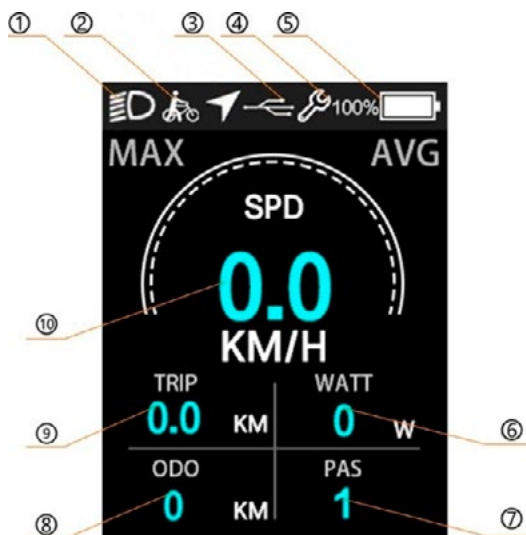 ① ② ③ ④ ⑤
100%
MAX AVG
SPD
0.0
⑩
KM/H
TRIP WATT
⑨ 0.0 KM 0 W ⑥
ODO PAS
⑧ 0 KM 1 ⑦